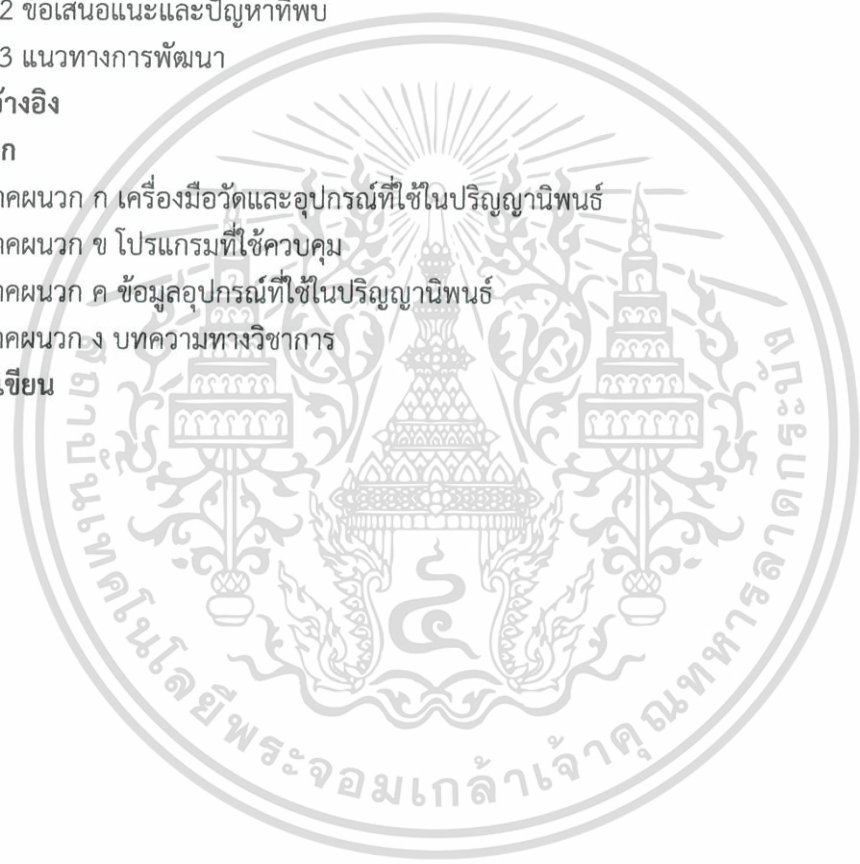 2 ข้อเสนอแนะและปัญหาที่พบ
3 แนวทางการพัฒนา
อ้างอิง
ก
าคผนวก ก เครื่องมือวัดและอุปกรณ์ที่ใช้ในปริญญานิพนธ์
าคผนวก ข โปรแกรมที่ใช้ควบคุม
าคผนวก ค ข้อมูลอุปกรณ์ที่ใช้ในปริญญานิพนธ์
าคผนวก ง บทความทางวิชาการ
เขียน
สถาบันเทคโนโลยีพระจอมเกล้าเจ้าคุณทหารลาดกระบัง